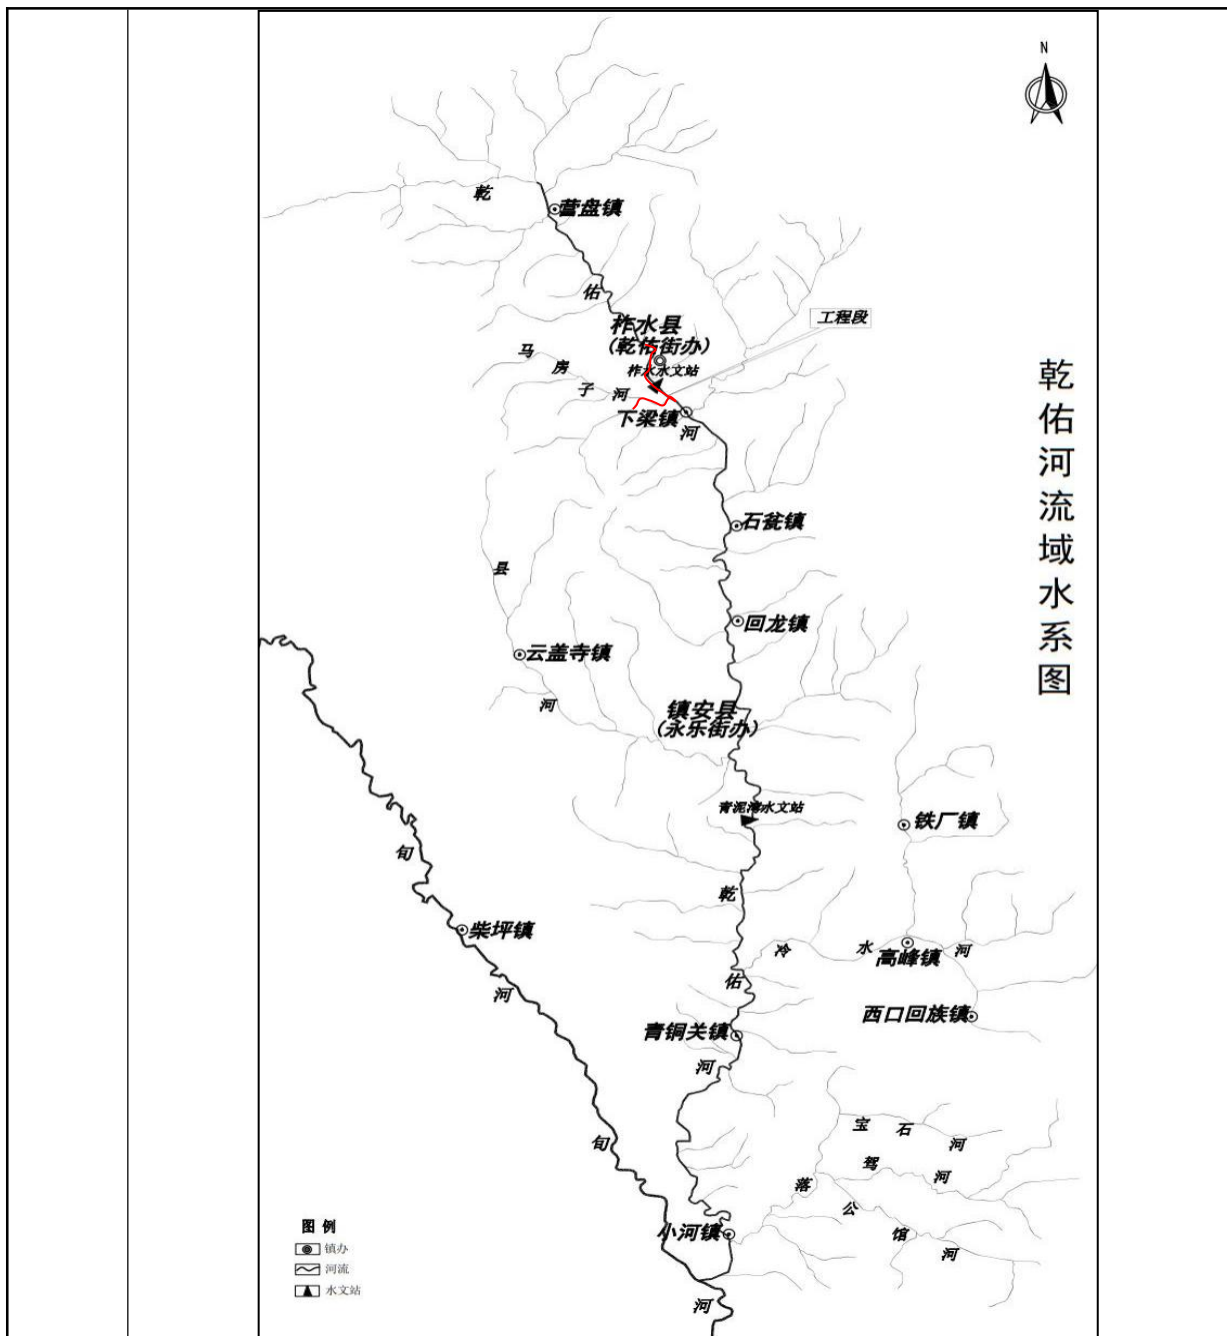 N
乾
营盘镇
佑
工程段
柞水县
(乾佑街办)
柞水水文站
马房子河
下梁镇
河
乾佑河流域水系图
石瓮镇
县
回龙镇
云盖寺镇
河
镇安县
(永乐街办)
青泥湾水文站
铁厂镇
旬
乾
柴坪镇
冷水河
高峰镇
佑
河
西口回族镇
青铜关镇
河
宝石河
旬
驾河
落
公馆河
小河镇
河
图例
镇办
河流
水文站